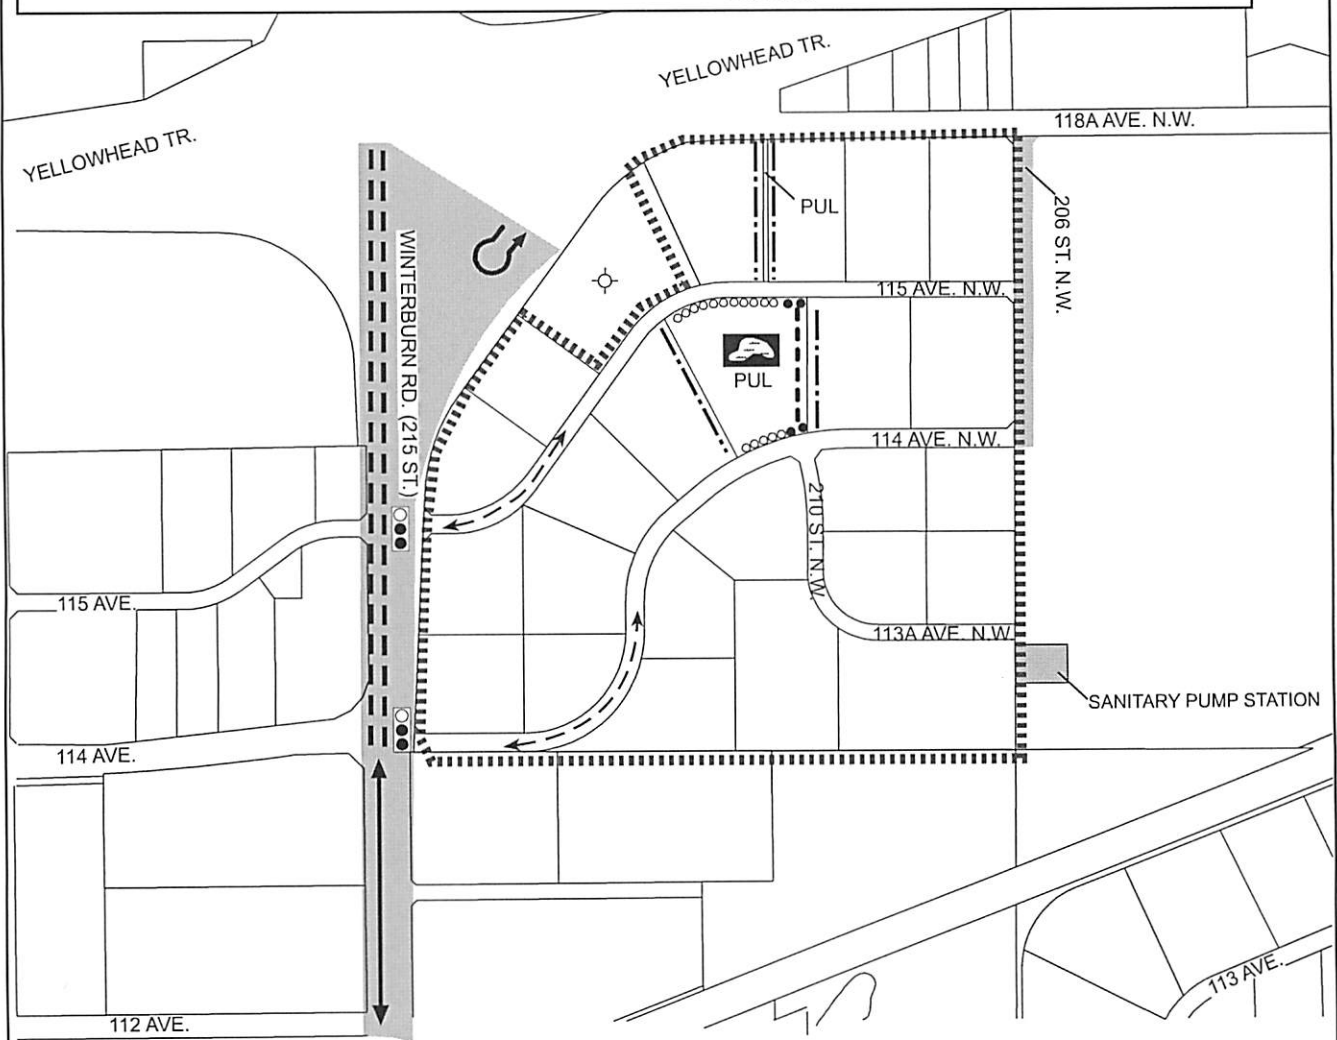 YELLOWHEAD TR.
118A AVE. N.W.
YELLOWHEAD TR.
PUL
206 ST. N.W.
WINTERBURN RD. (215 ST.)
115 AVE. N.W.
PUL
114 AVE. N.W.
210 ST. N.W.
115 AVE.
113A AVE. N.W.
SANITARY PUMP STATION
114 AVE.
113 AVE.
112 AVE.